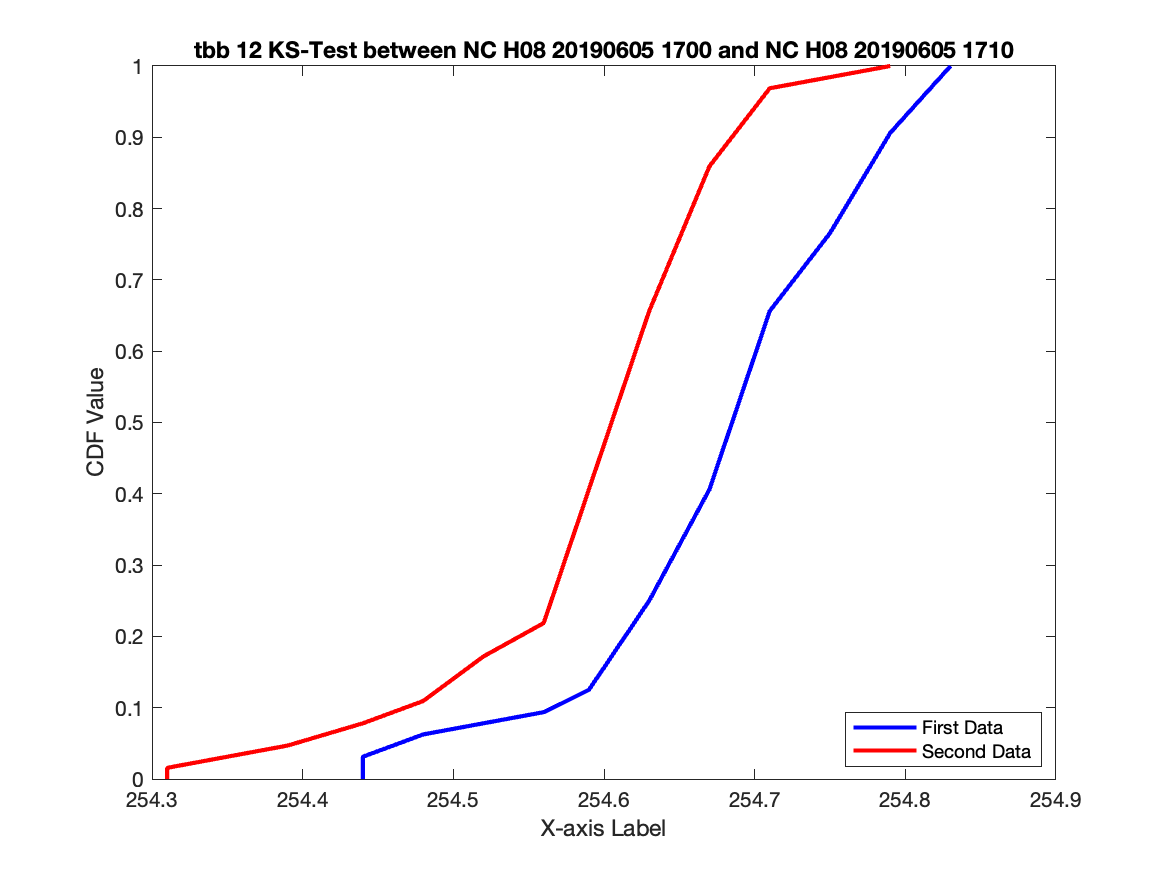 tbb 12 KS-Test between NC H08 20190605 1700 and NC H08 20190605 1710
1
0.9
0.8
0.7
0.6
0.5
0.4
0.3
0.2
0.1
0
CDF Value
First Data
Second Data
254.3 254.4 254.5 254.6 254.7 254.8 254.9
X-axis Label